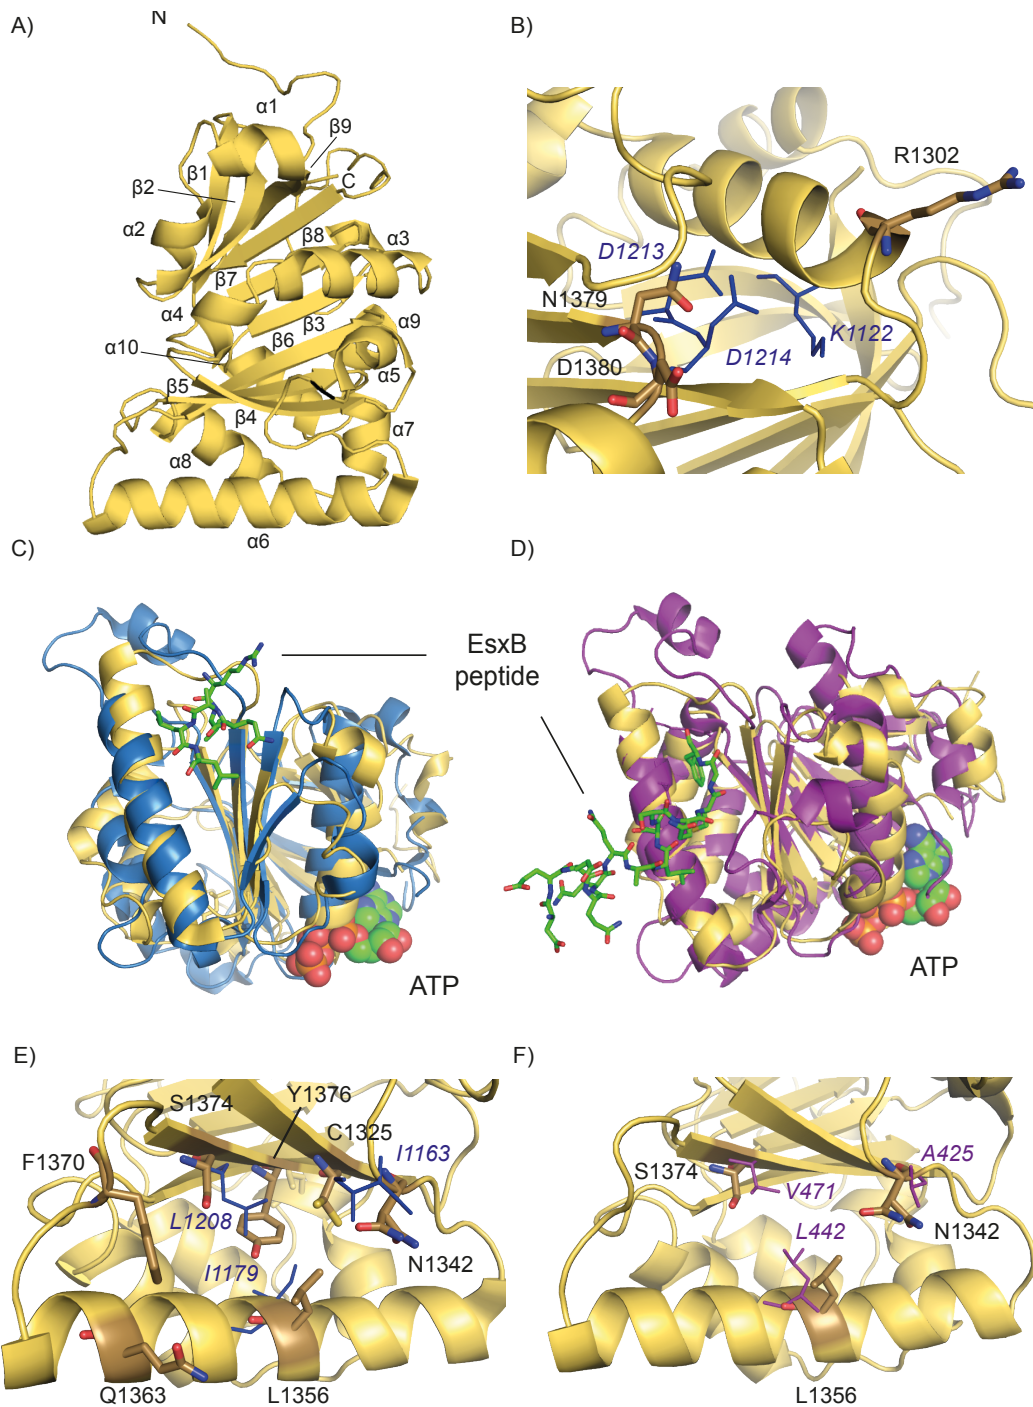 A)
N
α1
β9
β1
β2
C
α2
β8
α3
β7
α4
β3
α9
β6
α10
α5
β5
β4
α7
α8
α6
B)
R1302
D1213
N1379
K1122
D1214
D1380
C)
D)
EsxB
peptide
ATP
ATP
E)
Y1376
S1374
C1325
I1163
F1370
L1208
I1179
N1342
Q1363
L1356
F)
A425
S1374
V471
L442
N1342
L1356